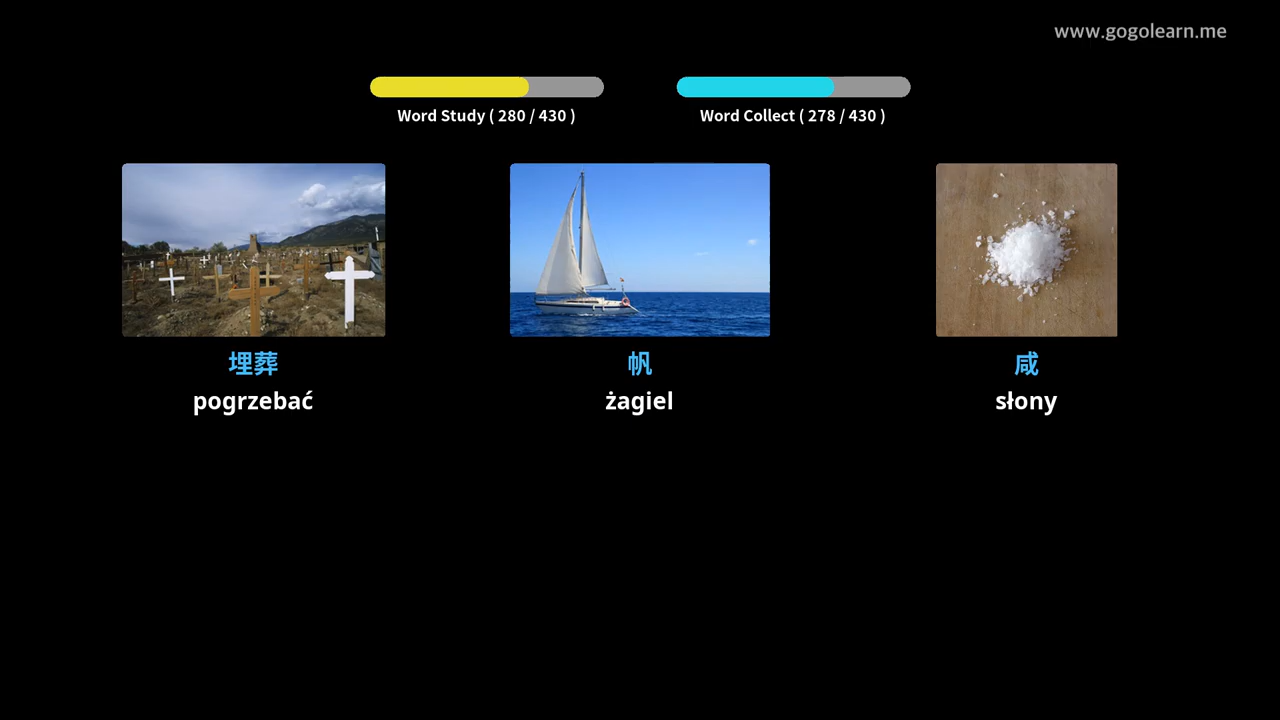 www.gogolearn.me
Word Study ( 280 / 430 )
Word Collect ( 278 / 430 )
埋葬
pogrzebać
帆
żagiel
咸
słony